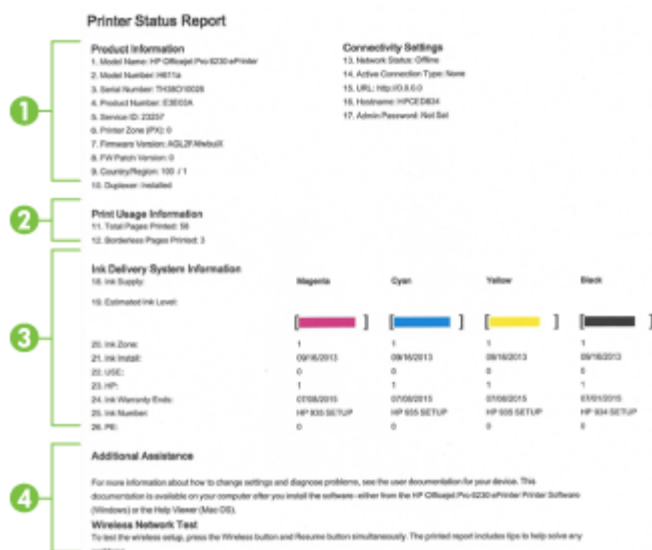 Printer Status Report
1
Product Information
1. Model Name: HP Officejet Pro 6230 ePrinter
2. Model Number: H611a
3. Serial Number:
4. Product Number: E3E03A
5. Service ID: 23257
6. Printer Zone (PX): 0
7. Firmware Version:
8. FW Patch Version: 0
9. Country/Region: 100 / 1
10. Duplexer: Installed
Connectivity Settings
13. Network Status: Offline
14. Active Connection Type: None
15. URL: http://0.0.0.0
16. Hostname: HPCED834
17. Admin Password: Not Set
2
Print Usage Information
11. Total Pages Printed: 56
12. Borderless Pages Printed: 3
3
Ink Delivery System Information
18. Ink Supply: Magenta Cyan Yellow Black
19. Estimated Ink Level:
[ ] [ ] [ ] [ ]
20. Ink Zone: 1 1 1 1
21. Ink Install: 09/16/2013 09/16/2013 09/16/2013 09/16/2013
22. USE: 0 0 0 0
23. HP: 1 1 1 1
24. Ink Warranty Ends: 07/08/2015 07/08/2015 07/08/2015 07/01/2015
25. Ink Number: HP 935 SETUP HP 935 SETUP HP 935 SETUP HP 934 SETUP
26. PE: 0 0 0 0
4
Additional Assistance
For more information about how to change settings and diagnose problems, see the user documentation for your device. This
documentation is available on your computer after you install the software- either from the HP Officejet Pro 6230 ePrinter Printer Software
(Windows) or the Help Viewer (Mac OS).
Wireless Network Test
To test the wireless setup, press the Wireless button and Resume button simultaneously. The printed report includes tips to help solve any